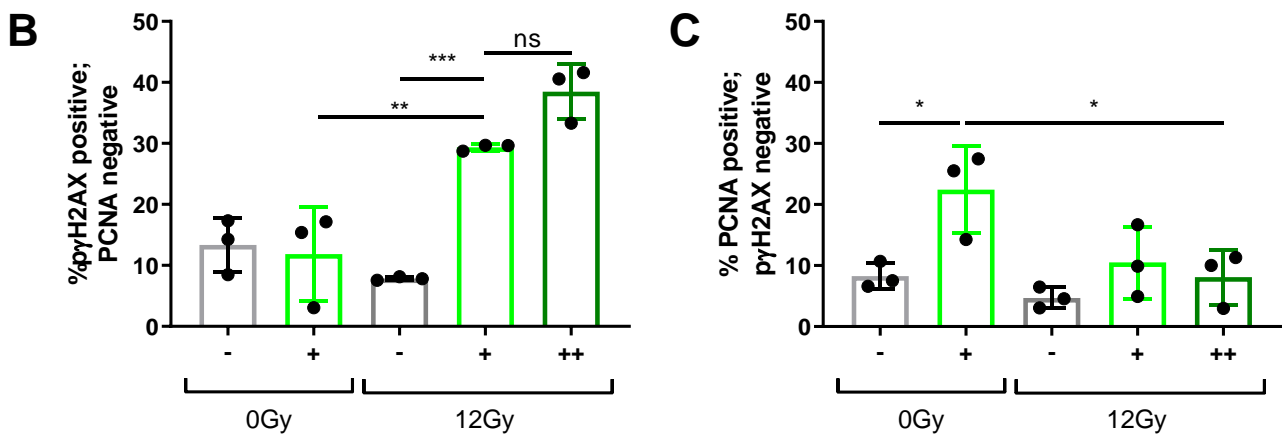 B
%pγH2AX positive;
PCNA negative
50
40
30
20
10
0
ns
***
**
- + - + ++
0Gy 12Gy
C
% PCNA positive;
pγH2AX negative
50
40
30
20
10
0
* *
- + - + ++
0Gy 12Gy